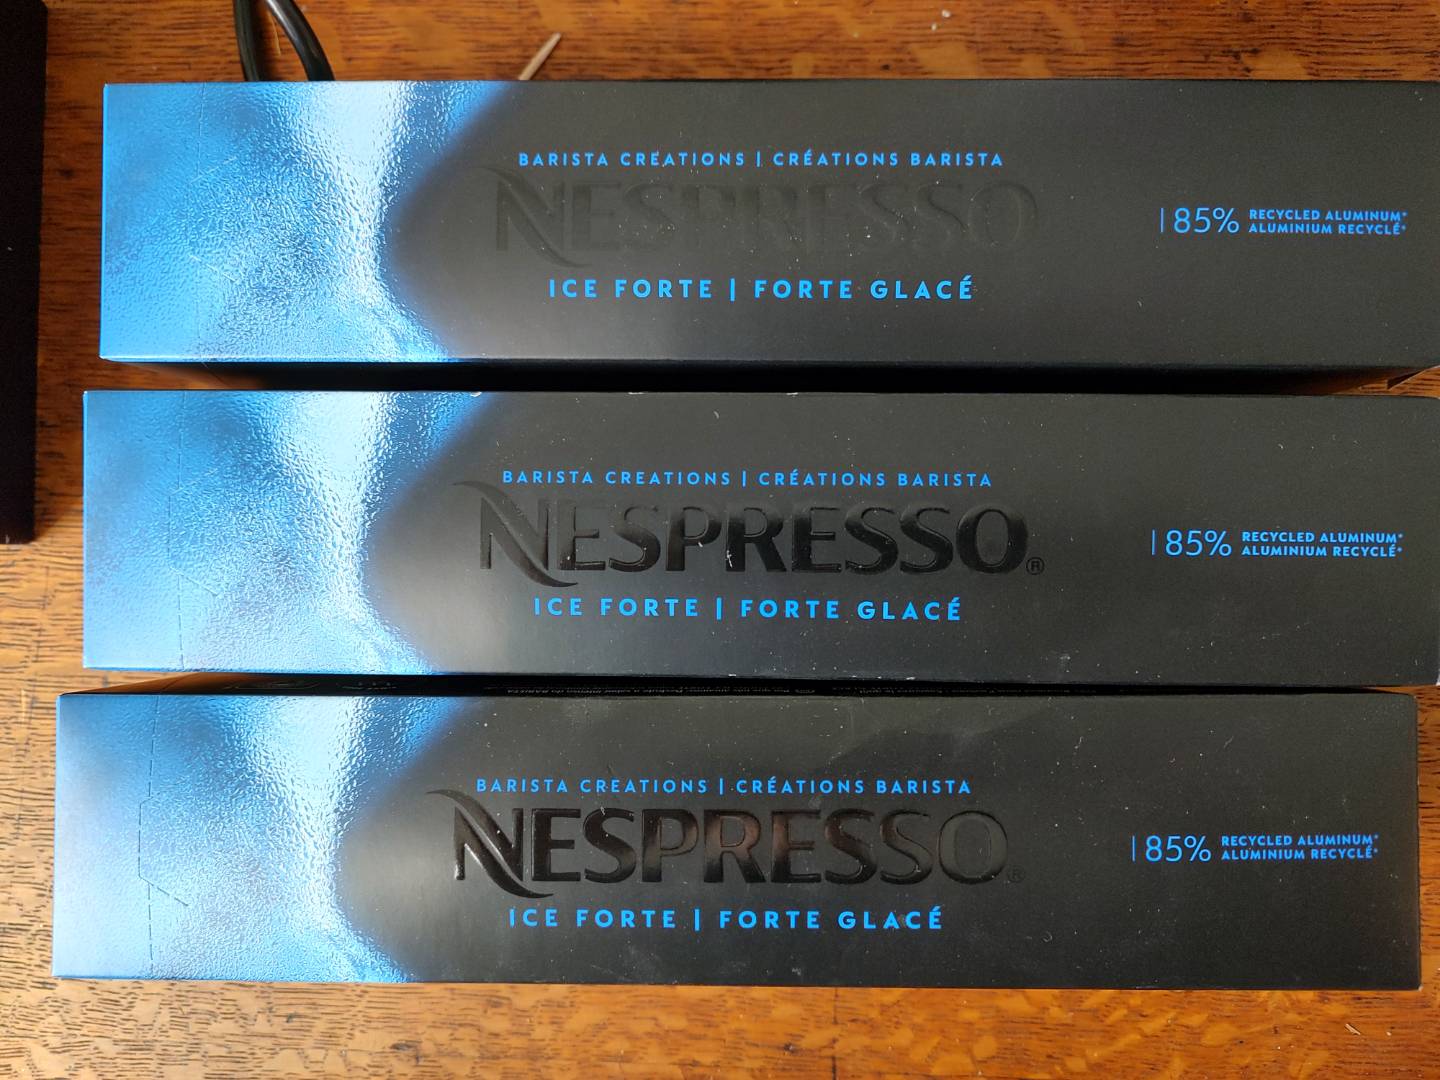 BARISTA CREATIONS | CRÉATIONS BARISTA
NESPRESSO
ICE FORTE | FORTE GLACÉ
| 85% RECYCLED ALUMINUM*
ALUMINIUM RECYCLÉ*
BARISTA CREATIONS | CRÉATIONS BARISTA
NESPRESSO®
ICE FORTE | FORTE GLACÉ
| 85% RECYCLED ALUMINUM*
ALUMINIUM RECYCLÉ*
BARISTA CREATIONS | CRÉATIONS BARISTA
NESPRESSO®
ICE FORTE | FORTE GLACÉ
| 85% RECYCLED ALUMINUM*
ALUMINIUM RECYCLÉ*